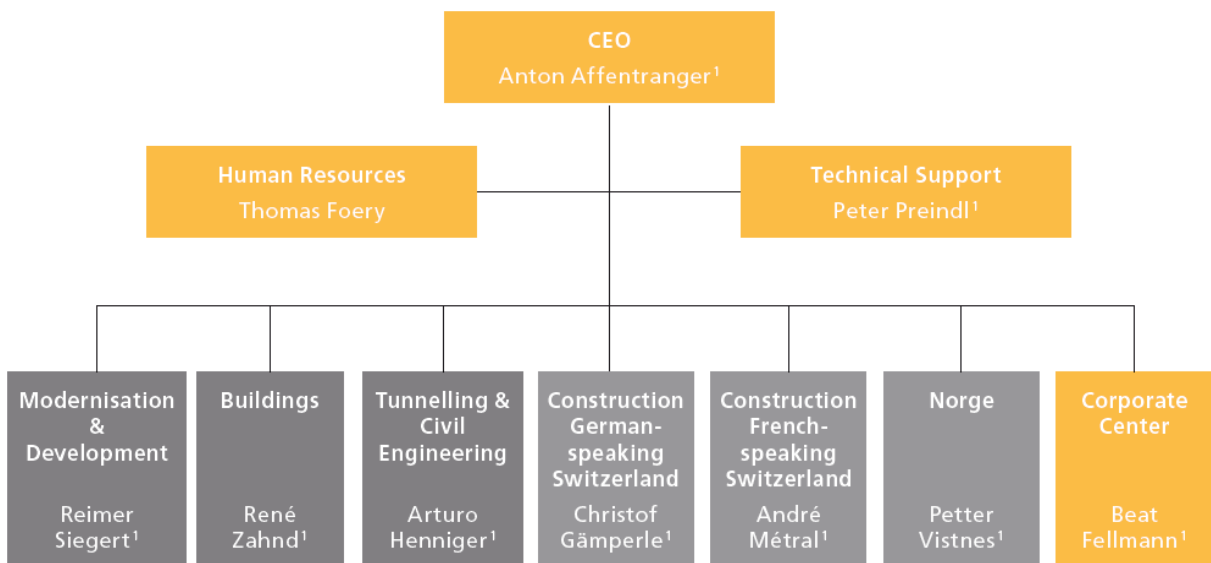 CEO
Anton Affentranger¹
Human Resources
Thomas Foery
Technical Support
Peter Preindl¹
Modernisation
&
Development
Reimer
Siegert¹
Buildings
René
Zahnd¹
Tunnelling &
Civil
Engineering
Arturo
Henniger¹
Construction
German-
speaking
Switzerland
Christof
Gämperle¹
Construction
French-
speaking
Switzerland
André
Métral¹
Norge
Petter
Vistnes¹
Corporate
Center
Beat
Fellmann¹